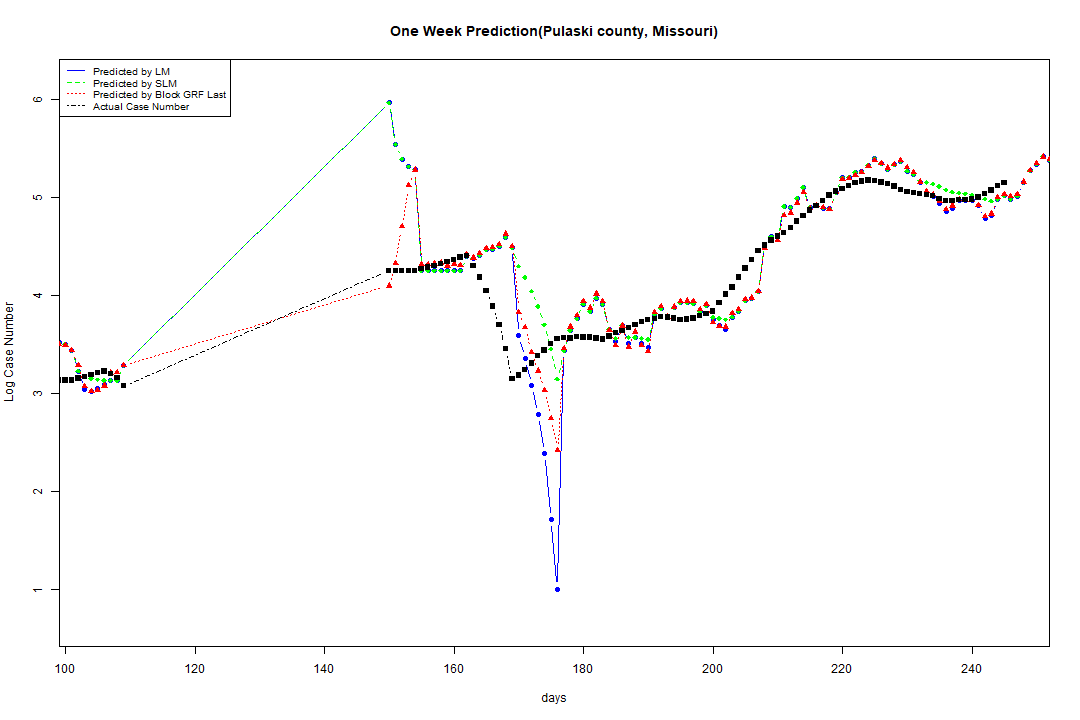 One Week Prediction(Pulaski county, Missouri)
Predicted by LM
Predicted by SLM
Predicted by Block GRF Last
Actual Case Number
6
5
4
3
2
1
Log Case Number
100 120 140 160 180 200 220 240
days